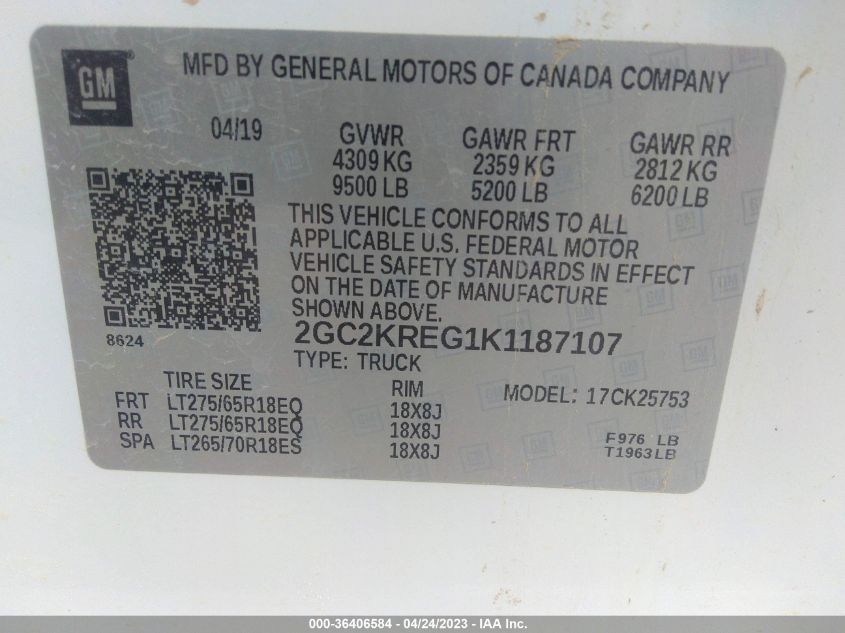 GM
MFD BY GENERAL MOTORS OF CANADA COMPANY
04/19 GVWR GAWR FRT GAWR RR
4309 KG 2359 KG 2812 KG
9500 LB 5200 LB 6200 LB
THIS VEHICLE CONFORMS TO ALL
APPLICABLE U.S. FEDERAL MOTOR
VEHICLE SAFETY STANDARDS IN EFFECT
ON THE DATE OF MANUFACTURE
SHOWN ABOVE.
8624
2GC2KREG1K1187107
TYPE: TRUCK
TIRE SIZE RIM MODEL: 17CK25753
FRT LT275/65R18EQ 18X8J
RR LT275/65R18EQ 18X8J
SPA LT265/70R18ES 18X8J
F976 LB
T1963LB
000-36406584 - 04/24/2023 - IAA Inc.